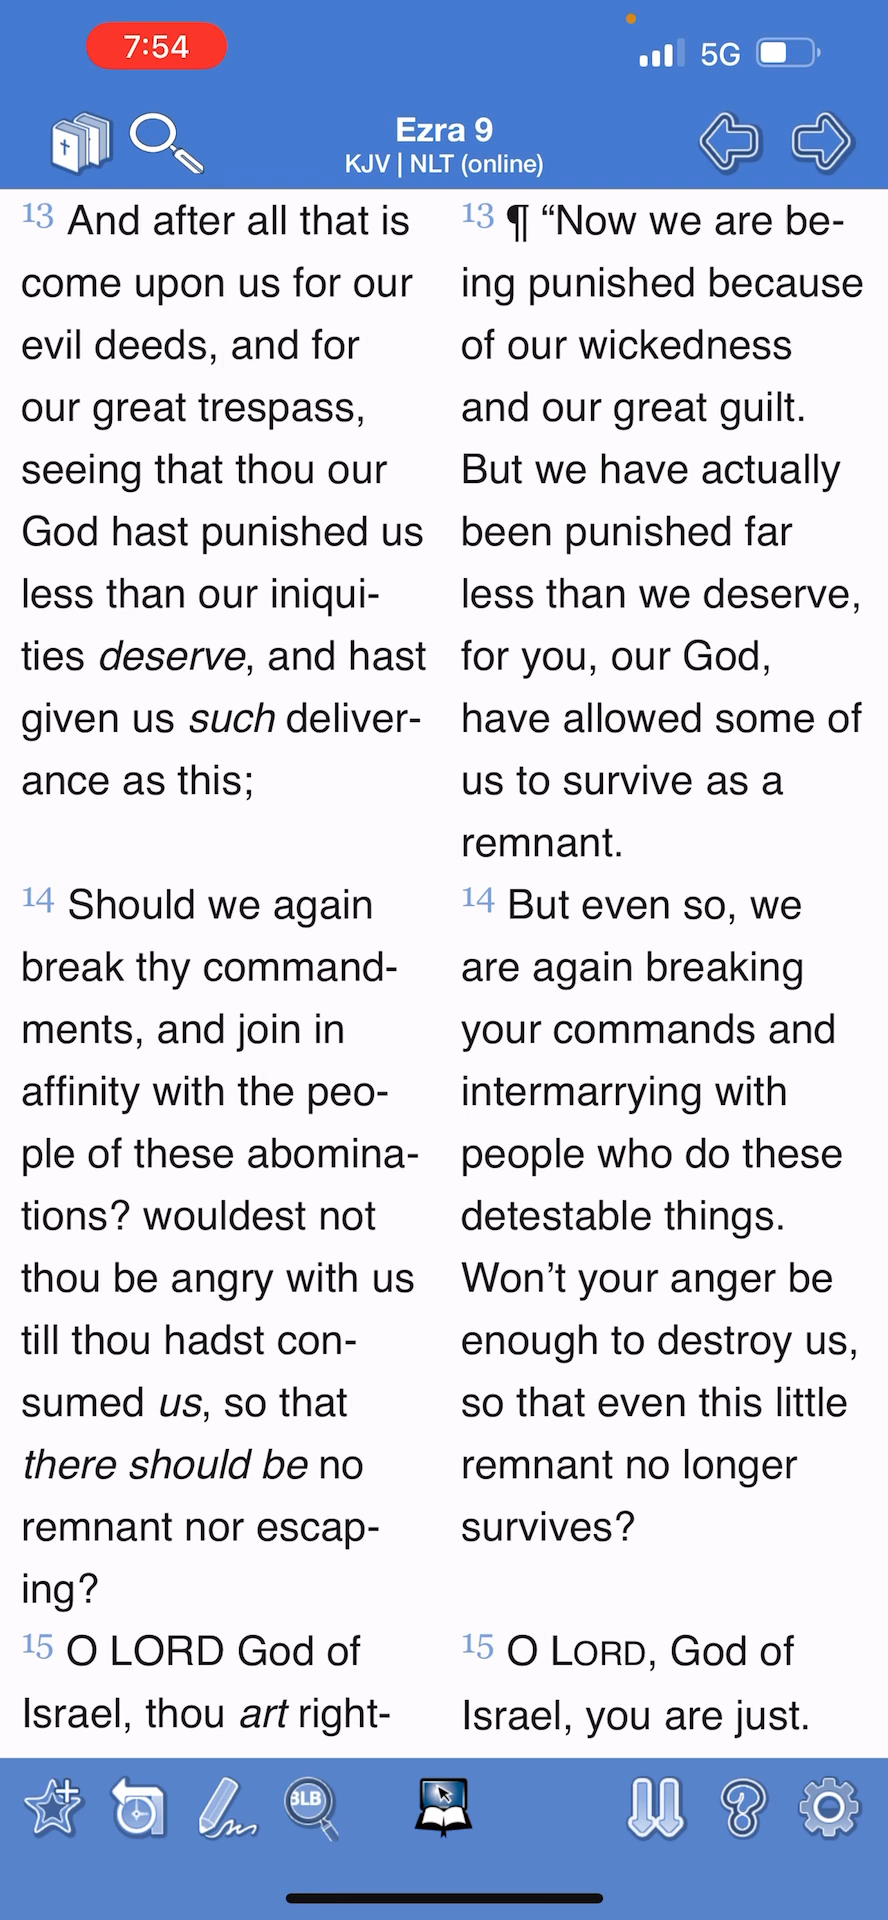 7:54
5G
Ezra 9
KJV | NLT (online)
13 And after all that is
come upon us for our
evil deeds, and for
our great trespass,
seeing that thou our
God hast punished us
less than our iniqui-
ties deserve, and hast
given us such deliver-
ance as this;
14 Should we again
break thy command-
ments, and join in
affinity with the peo-
ple of these abomina-
tions? wouldest not
thou be angry with us
till thou hadst con-
sumed us, so that
there should be no
remnant nor escap-
ing?
15 O LORD God of
Israel, thou art right-
13 ¶ “Now we are be-
ing punished because
of our wickedness
and our great guilt.
But we have actually
been punished far
less than we deserve,
for you, our God,
have allowed some of
us to survive as a
remnant.
14 But even so, we
are again breaking
your commands and
intermarrying with
people who do these
detestable things.
Won’t your anger be
enough to destroy us,
so that even this little
remnant no longer
survives?
15 O LORD, God of
Israel, you are just.
BLB